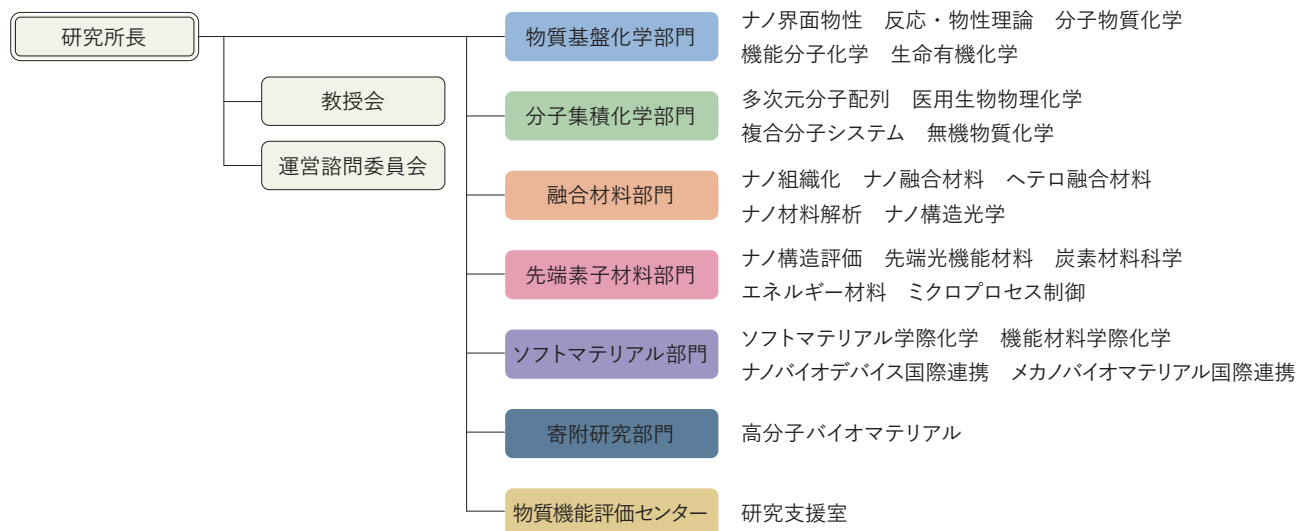 研究所長
教授会
運営諮問委員会
物質基盤化学部門
ナノ界面物性　反応・物性理論　分子物質化学
機能分子化学　生命有機化学
分子集積化学部門
多次元分子配列　医用生物物理化学
複合分子システム　無機物質化学
融合材料部門
ナノ組織化　ナノ融合材料　ヘテロ融合材料
ナノ材料解析　ナノ構造光学
先端素子材料部門
ナノ構造評価　先端光機能材料　炭素材料科学
エネルギー材料　ミクロプロセス制御
ソフトマテリアル部門
ソフトマテリアル学際化学　機能材料学際化学
ナノバイオデバイス国際連携　メカノバイオマテリアル国際連携
寄附研究部門
高分子バイオマテリアル
物質機能評価センター
研究支援室